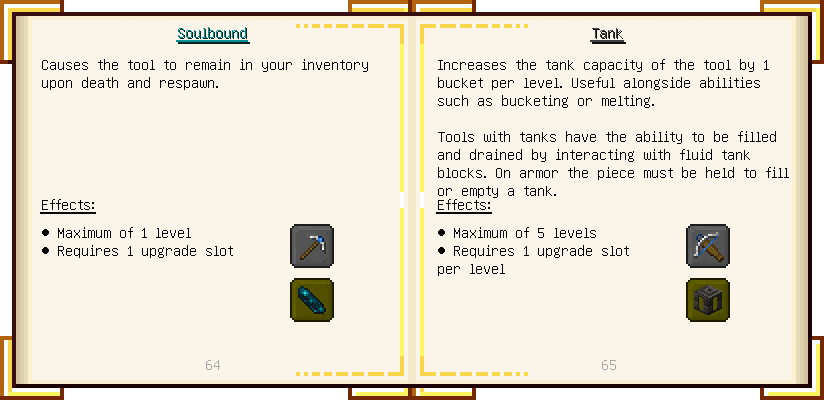 Soulbound
Causes the tool to remain in your inventory
upon death and respawn.
Effects:
● Maximum of 1 level
● Requires 1 upgrade slot
64
Tank
Increases the tank capacity of the tool by 1
bucket per level. Useful alongside abilities
such as bucketing or melting.
Tools with tanks have the ability to be filled
and drained by interacting with fluid tank
blocks. On armor the piece must be held to fill
or empty a tank.
Effects:
● Maximum of 5 levels
● Requires 1 upgrade slot
per level
65